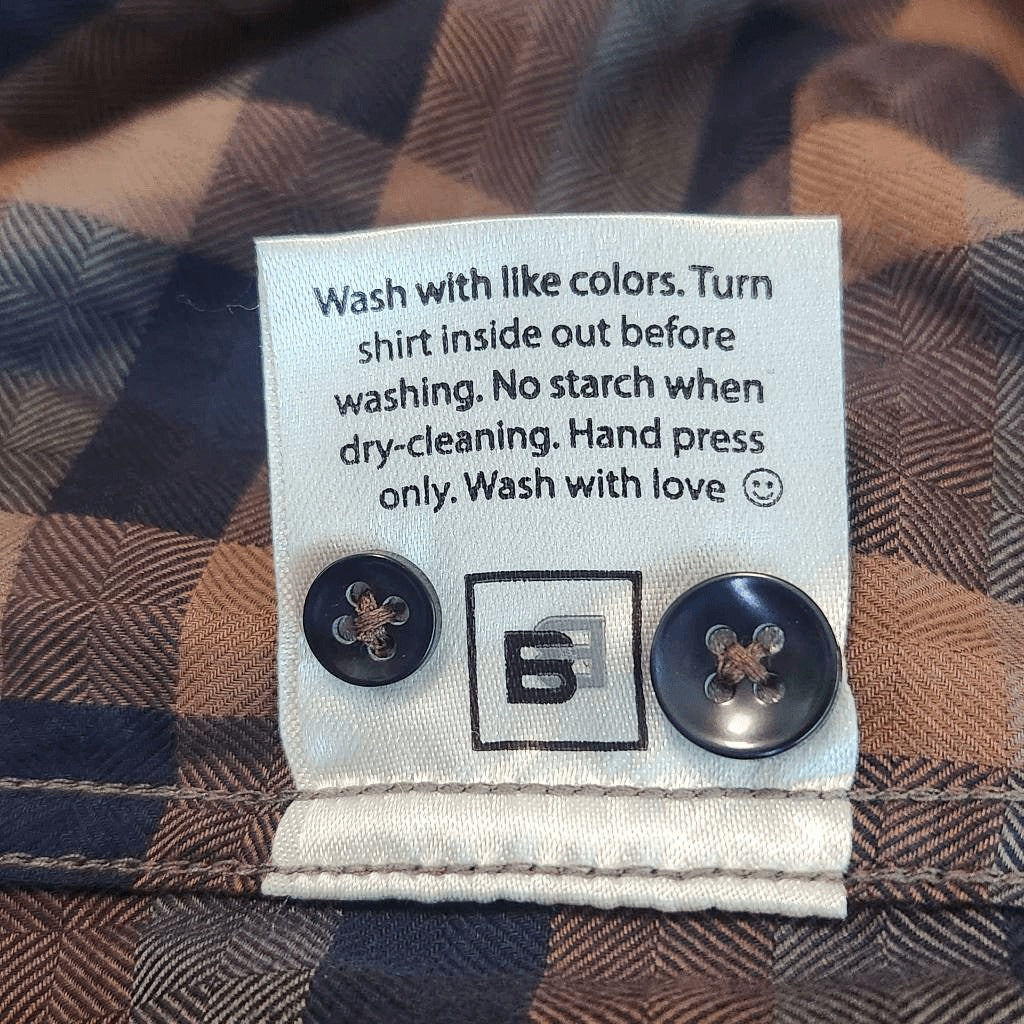 Wash with like colors. Turn
shirt inside out before
washing. No starch when
dry-cleaning. Hand press
only. Wash with love ☺